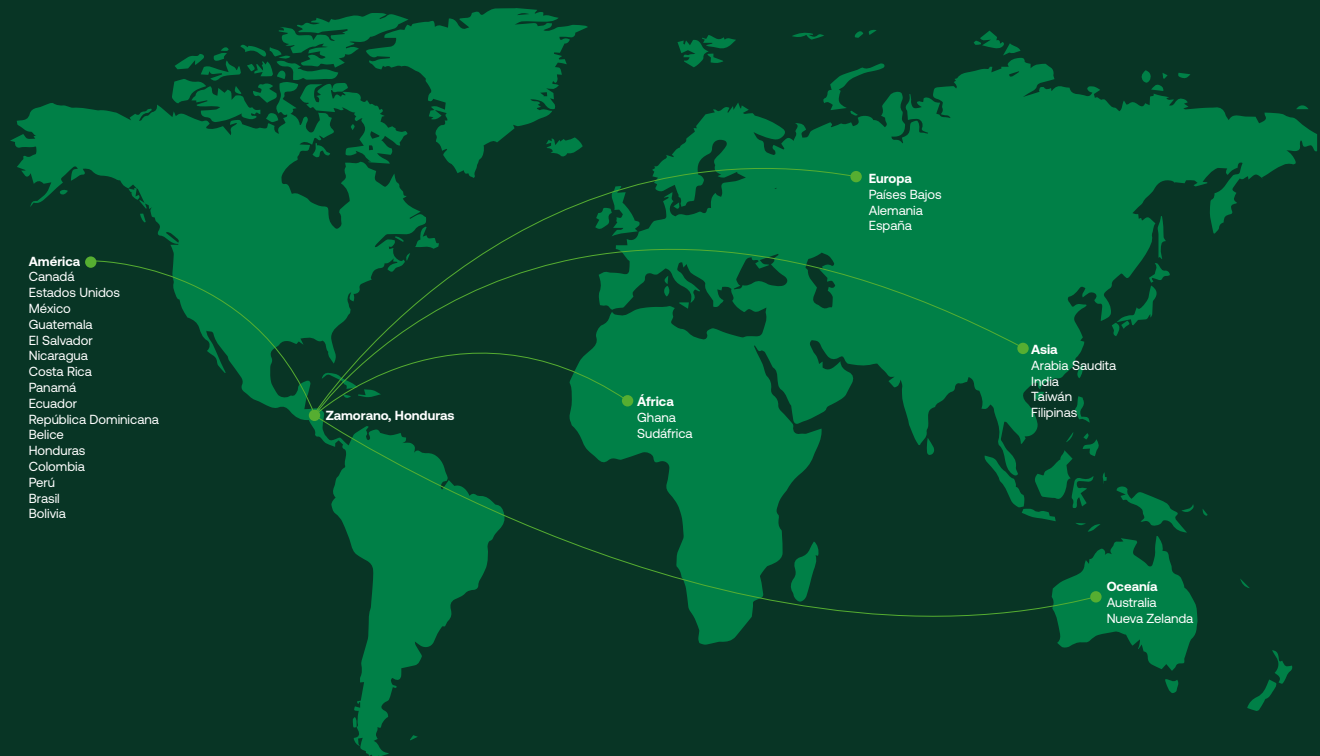 América
Canadá
Estados Unidos
México
Guatemala
El Salvador
Nicaragua
Costa Rica
Panamá
Ecuador
República Dominicana
Belice
Honduras
Colombia
Perú
Brasil
Bolivia
Zamorano, Honduras
Europa
Países Bajos
Alemania
España
África
Ghana
Sudáfrica
Asia
Arabia Saudita
India
Taiwán
Filipinas
Oceanía
Australia
Nueva Zelanda